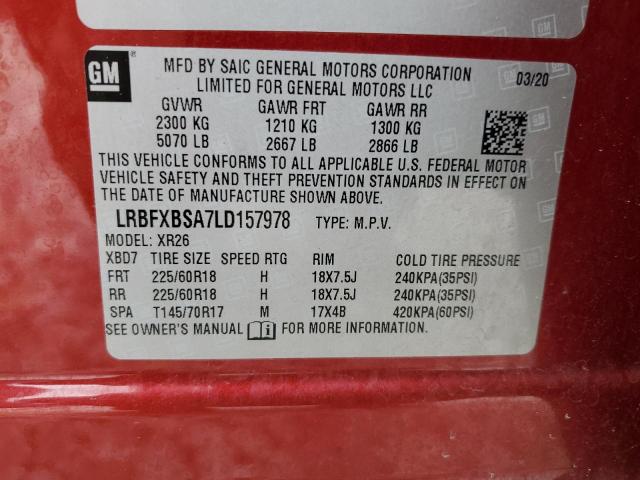 GM
MFD BY SAIC GENERAL MOTORS CORPORATION 03/20
LIMITED FOR GENERAL MOTORS LLC
GVWR GAWR FRT GAWR RR
2300 KG 1210 KG 1300 KG
5070 LB 2667 LB 2866 LB
THIS VEHICLE CONFORMS TO ALL APPLICABLE U.S. FEDERAL MOTOR
VEHICLE SAFETY AND THEFT PREVENTION STANDARDS IN EFFECT ON
THE DATE OF MANUFACTURE SHOWN ABOVE.
LRBFXBSA7LD157978 TYPE: M.P.V.
MODEL: XR26
XBD7 TIRE SIZE SPEED RTG RIM COLD TIRE PRESSURE
FRT 225/60R18 H 18X7.5J 240KPA(35PSI)
RR 225/60R18 H 18X7.5J 240KPA(35PSI)
SPA T145/70R17 M 17X4B 420KPA(60PSI)
SEE OWNER'S MANUAL FOR MORE INFORMATION.